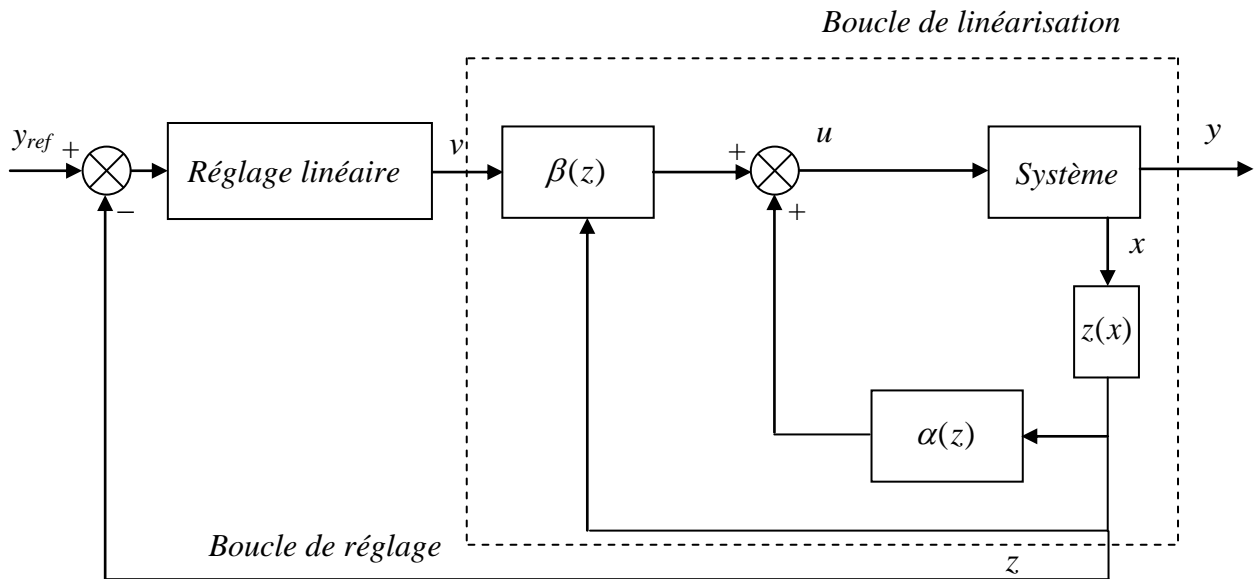 Boucle de linéarisation
y_ref + −
Réglage linéaire
v
β(z)
+ +
u
Système
y
x
z(x)
α(z)
Boucle de réglage
z